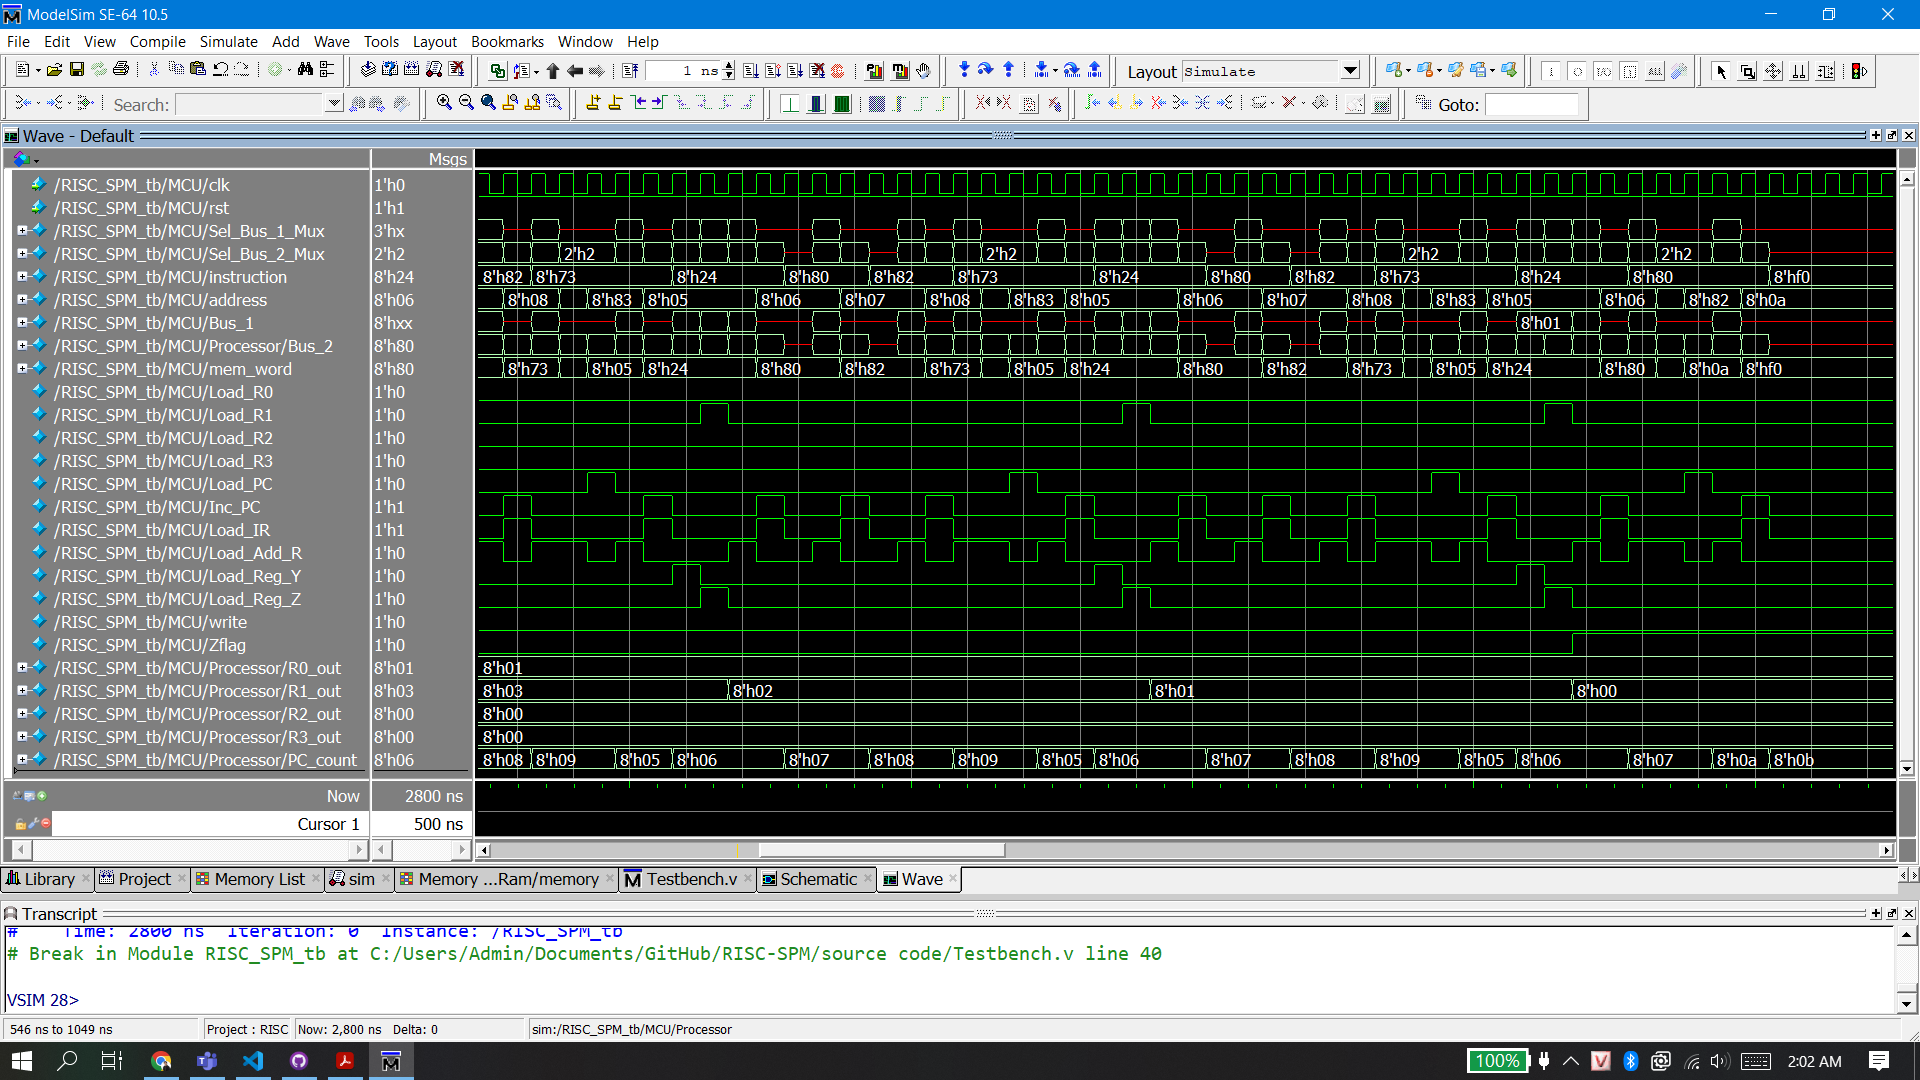 ModelSim SE-64 10.5
File Edit View Compile Simulate Add Wave Tools Layout Bookmarks Window Help
1 ns Layout Simulate
Search: Goto:
Wave - Default
Msgs
/RISC_SPM_tb/MCU/clk 1'h0
/RISC_SPM_tb/MCU/rst 1'h1
/RISC_SPM_tb/MCU/Sel_Bus_1_Mux 3'hx
/RISC_SPM_tb/MCU/Sel_Bus_2_Mux 2'h2 2'h2 2'h2 2'h2 2'h2
/RISC_SPM_tb/MCU/instruction 8'h24 8'h82 8'h73 8'h24 8'h80 8'h82 8'h73 8'h24 8'h80 8'h82 8'h73 8'h24 8'h80 8'hf0
/RISC_SPM_tb/MCU/address 8'h06 8'h08 8'h83 8'h05 8'h06 8'h07 8'h08 8'h83 8'h05 8'h06 8'h07 8'h08 8'h83 8'h05 8'h06 8'h82 8'h0a
/RISC_SPM_tb/MCU/Bus_1 8'hxx 8'h01
/RISC_SPM_tb/MCU/Processor/Bus_2 8'h80
/RISC_SPM_tb/MCU/mem_word 8'h80 8'h73 8'h05 8'h24 8'h80 8'h82 8'h73 8'h05 8'h24 8'h80 8'h82 8'h73 8'h05 8'h24 8'h80 8'h0a 8'hf0
/RISC_SPM_tb/MCU/Load_R0 1'h0
/RISC_SPM_tb/MCU/Load_R1 1'h0
/RISC_SPM_tb/MCU/Load_R2 1'h0
/RISC_SPM_tb/MCU/Load_R3 1'h0
/RISC_SPM_tb/MCU/Load_PC 1'h0
/RISC_SPM_tb/MCU/Inc_PC 1'h1
/RISC_SPM_tb/MCU/Load_IR 1'h1
/RISC_SPM_tb/MCU/Load_Add_R 1'h0
/RISC_SPM_tb/MCU/Load_Reg_Y 1'h0
/RISC_SPM_tb/MCU/Load_Reg_Z 1'h0
/RISC_SPM_tb/MCU/write 1'h0
/RISC_SPM_tb/MCU/Zflag 1'h0
/RISC_SPM_tb/MCU/Processor/R0_out 8'h01 8'h01
/RISC_SPM_tb/MCU/Processor/R1_out 8'h03 8'h03 8'h02 8'h01 8'h00
/RISC_SPM_tb/MCU/Processor/R2_out 8'h00 8'h00
/RISC_SPM_tb/MCU/Processor/R3_out 8'h00 8'h00
/RISC_SPM_tb/MCU/Processor/PC_count 8'h06 8'h08 8'h09 8'h05 8'h06 8'h07 8'h08 8'h09 8'h05 8'h06 8'h07 8'h08 8'h09 8'h05 8'h06 8'h07 8'h0a 8'h0b
Now 2800 ns
Cursor 1 500 ns
Library Project Memory List sim Memory ...Ram/memory Testbench.v Schematic Wave
Transcript
# Time: 2800 ns Iteration: 0 Instance: /RISC_SPM_tb
# Break in Module RISC_SPM_tb at C:/Users/Admin/Documents/GitHub/RISC-SPM/source code/Testbench.v line 40
VSIM 28>
546 ns to 1049 ns Project : RISC Now: 2,800 ns Delta: 0 sim:/RISC_SPM_tb/MCU/Processor
100% 2:02 AM